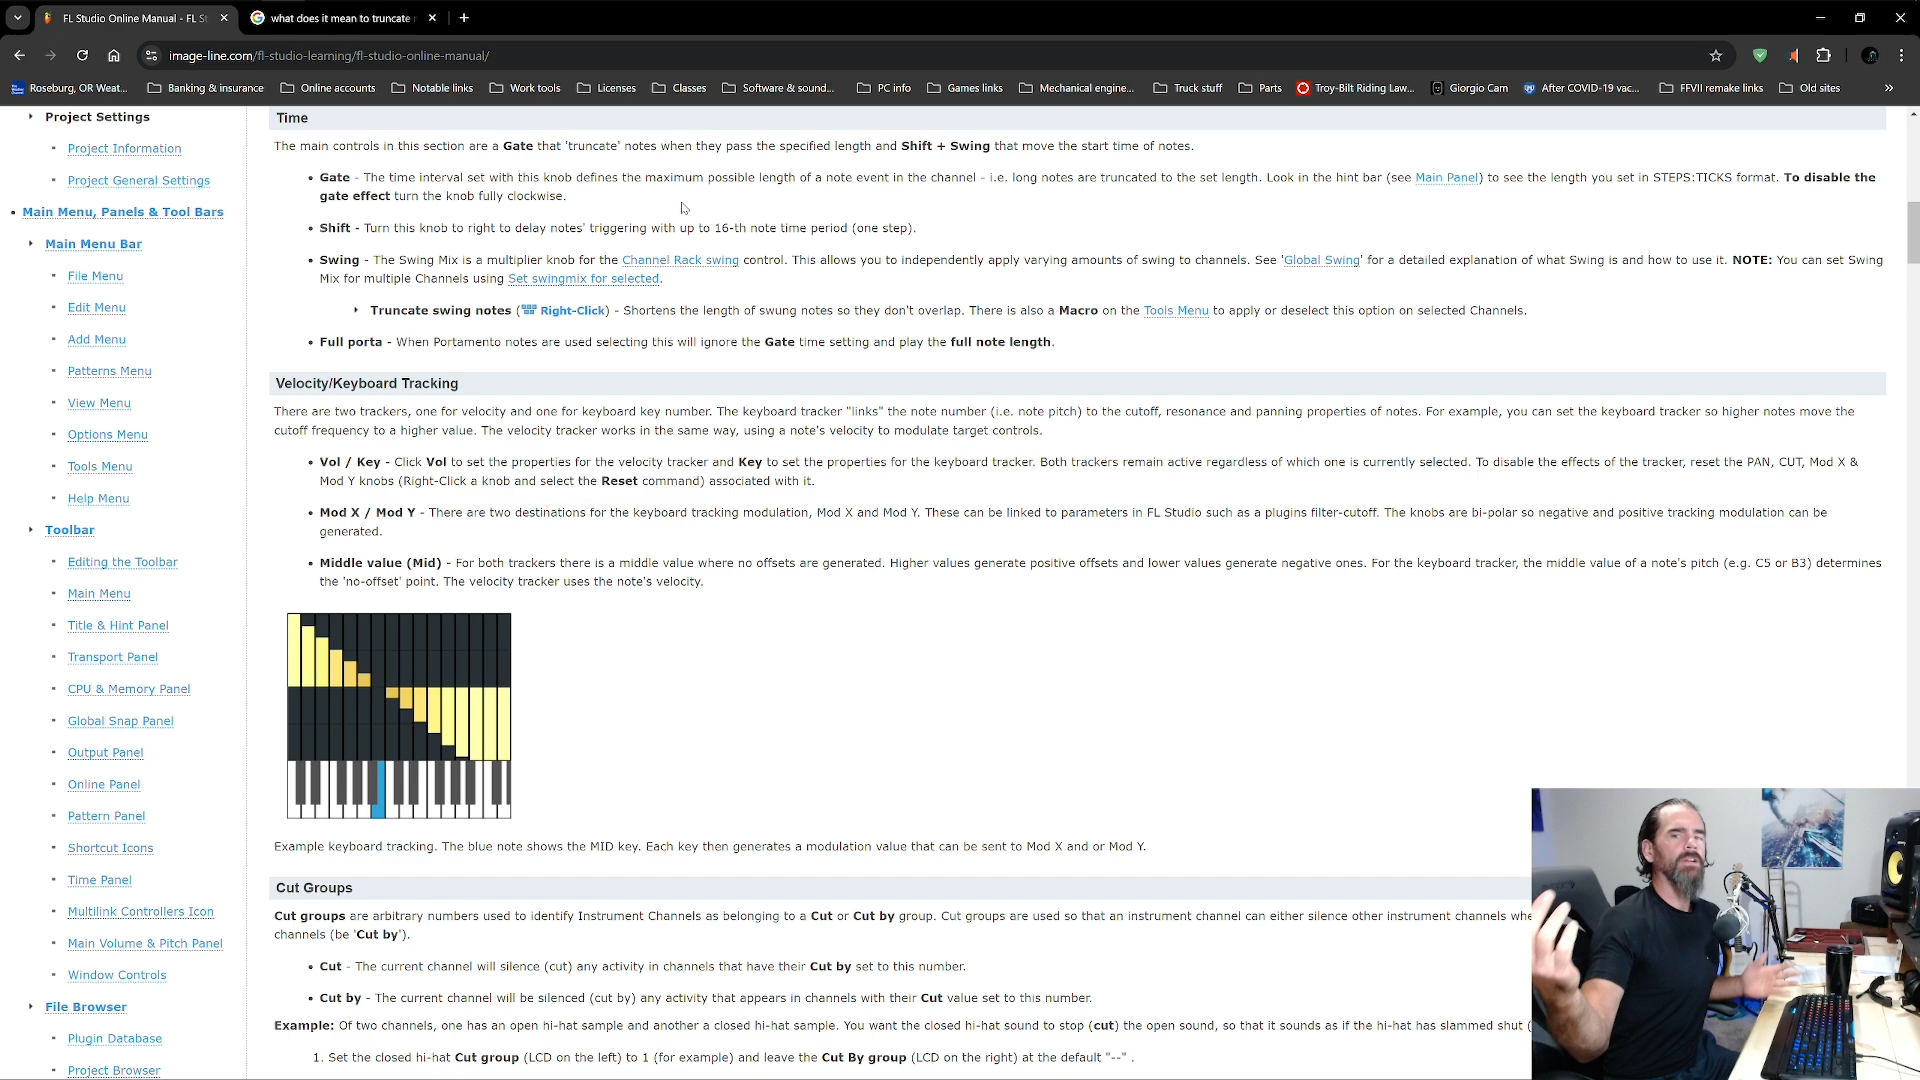 FL Studio Online Manual - FL St
what does it mean to truncate
image-line.com/fl-studio-learning/fl-studio-online-manual/
Roseburg, OR Weat...
Banking & insurance
Online accounts
Notable links
Work tools
Licenses
Classes
Software & sound...
PC info
Games links
Mechanical engine...
Truck stuff
Parts
Troy-Bilt Riding Law...
Giorgio Cam
After COVID-19 vac...
FFVII remake links
Old sites
Project Settings
Project Information
Project General Settings
Main Menu, Panels & Tool Bars
Main Menu Bar
File Menu
Edit Menu
Add Menu
Patterns Menu
View Menu
Options Menu
Tools Menu
Help Menu
Toolbar
Editing the Toolbar
Main Menu
Title & Hint Panel
Transport Panel
CPU & Memory Panel
Global Snap Panel
Output Panel
Online Panel
Pattern Panel
Shortcut Icons
Time Panel
Multilink Controllers Icon
Main Volume & Pitch Panel
Window Controls
File Browser
Plugin Database
Project Browser
Time
The main controls in this section are a Gate that 'truncate' notes when they pass the specified length and Shift + Swing that move the start time of notes.
• Gate - The time interval set with this knob defines the maximum possible length of a note event in the channel - i.e. long notes are truncated to the set length. Look in the hint bar (see Main Panel) to see the length you set in STEPS:TICKS format. To disable the
gate effect turn the knob fully clockwise.
• Shift - Turn this knob to right to delay notes' triggering with up to 16-th note time period (one step).
• Swing - The Swing Mix is a multiplier knob for the Channel Rack swing control. This allows you to independently apply varying amounts of swing to channels. See 'Global Swing' for a detailed explanation of what Swing is and how to use it. NOTE: You can set Swing
Mix for multiple Channels using Set swingmix for selected.
Truncate swing notes (Right-Click) - Shortens the length of swung notes so they don't overlap. There is also a Macro on the Tools Menu to apply or deselect this option on selected Channels.
• Full porta - When Portamento notes are used selecting this will ignore the Gate time setting and play the full note length.
Velocity/Keyboard Tracking
There are two trackers, one for velocity and one for keyboard key number. The keyboard tracker "links" the note number (i.e. note pitch) to the cutoff, resonance and panning properties of notes. For example, you can set the keyboard tracker so higher notes move the
cutoff frequency to a higher value. The velocity tracker works in the same way, using a note's velocity to modulate target controls.
• Vol / Key - Click Vol to set the properties for the velocity tracker and Key to set the properties for the keyboard tracker. Both trackers remain active regardless of which one is currently selected. To disable the effects of the tracker, reset the PAN, CUT, Mod X &
Mod Y knobs (Right-Click a knob and select the Reset command) associated with it.
• Mod X / Mod Y - There are two destinations for the keyboard tracking modulation, Mod X and Mod Y. These can be linked to parameters in FL Studio such as a plugins filter-cutoff. The knobs are bi-polar so negative and positive tracking modulation can be
generated.
• Middle value (Mid) - For both trackers there is a middle value where no offsets are generated. Higher values generate positive offsets and lower values generate negative ones. For the keyboard tracker, the middle value of a note's pitch (e.g. C5 or B3) determines
the 'no-offset' point. The velocity tracker uses the note's velocity.
Example keyboard tracking. The blue note shows the MID key. Each key then generates a modulation value that can be sent to Mod X and or Mod Y.
Cut Groups
Cut groups are arbitrary numbers used to identify Instrument Channels as belonging to a Cut or Cut by group. Cut groups are used so that an instrument channel can either silence other instrument channels whe
channels (be 'Cut by').
• Cut - The current channel will silence (cut) any activity in channels that have their Cut by set to this number.
• Cut by - The current channel will be silenced (cut by) any activity that appears in channels with their Cut value set to this number.
Example: Of two channels, one has an open hi-hat sample and another a closed hi-hat sample. You want the closed hi-hat sound to stop (cut) the open sound, so that it sounds as if the hi-hat has slammed shut (
1. Set the closed hi-hat Cut group (LCD on the left) to 1 (for example) and leave the Cut By group (LCD on the right) at the default "--" .